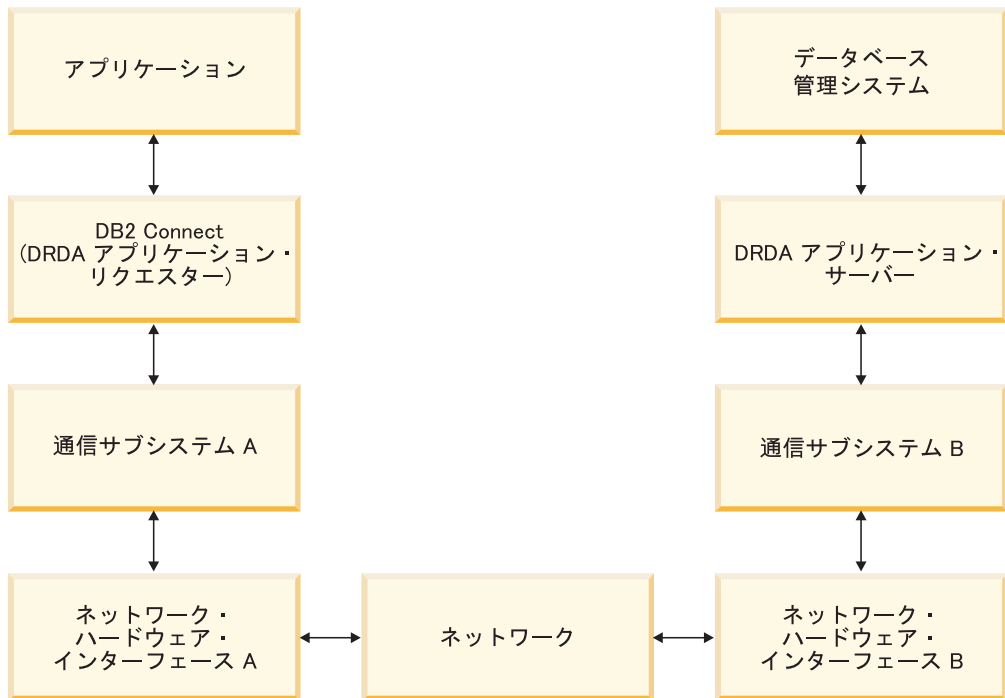 アプリケーション
データベース
管理システム
DB2 Connect
(DRDA アプリケーション・
リクエスター)
DRDA アプリケーション・
サーバー
通信サブシステム A
通信サブシステム B
ネットワーク・
ハードウェア・
インターフェース A
ネットワーク
ネットワーク・
ハードウェア・
インターフェース B